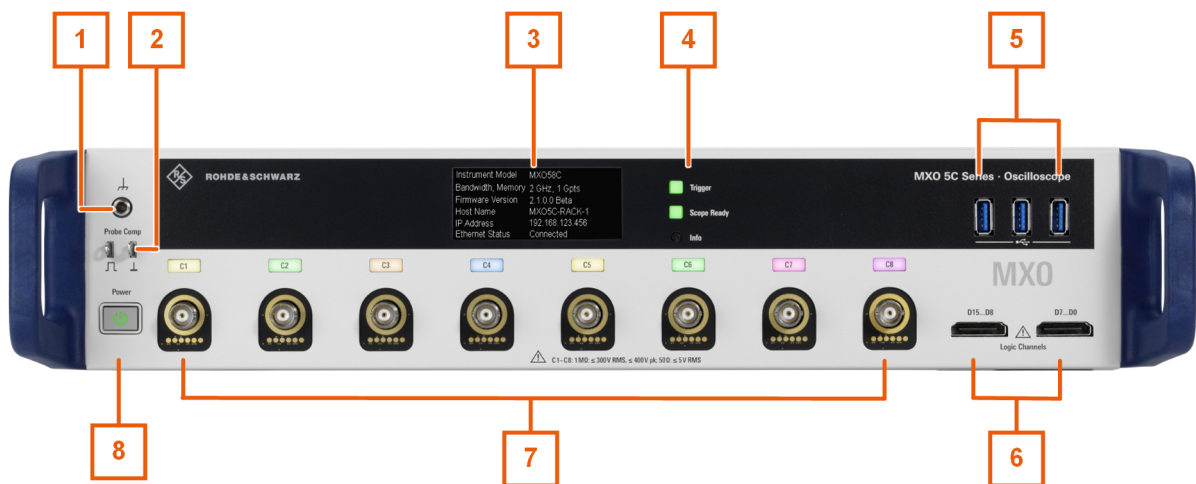 1
2
3
4
5
R&S
ROHDE&SCHWARZ
Instrument Model MXO58C
Bandwidth, Memory 2 GHz, 1 Gpts
Firmware Version 2.1.0.0 Beta
Host Name MXO5C-RACK-1
IP Address 192.168.123.456
Ethernet Status Connected
Trigger
Scope Ready
Info
MXO 5C Series · Oscilloscope
Probe Comp
Power
C1
C2
C3
C4
C5
C6
C7
C8
MXO
D15...D8
D7...D0
Logic Channels
C1–C8: 1MΩ: ≤ 300V RMS, ≤ 400V pk; 50Ω: ≤ 5V RMS
8
7
6